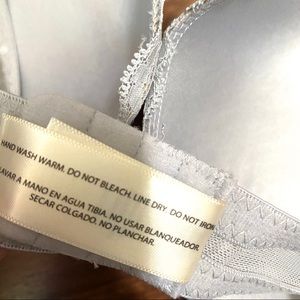 HAND WASH WARM. DO NOT BLEACH. LINE DRY. DO NOT IRON
LAVAR A MANO EN AGUA TIBIA. NO USAR BLANQUEADOR.
SECAR COLGADO. NO PLANCHAR.